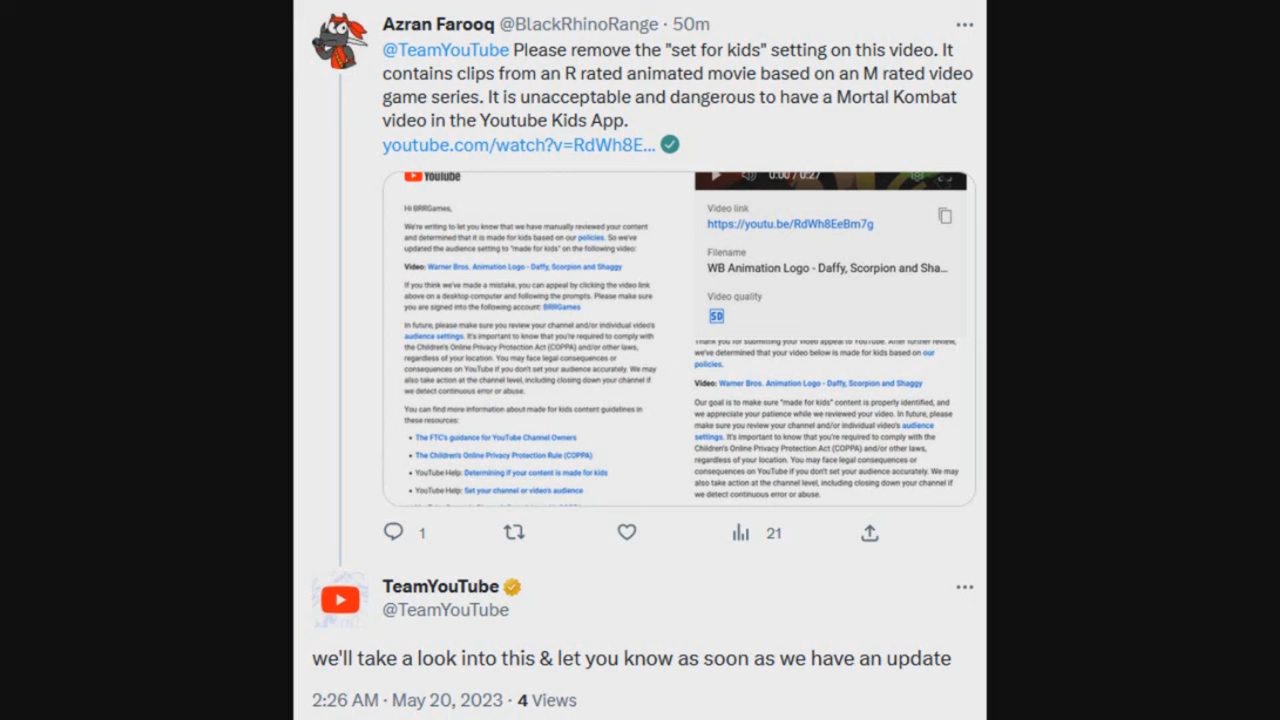 Azran Farooq @BlackRhinoRange · 50m
@TeamYouTube Please remove the "set for kids" setting on this video. It
contains clips from an R rated animated movie based on an M rated video
game series. It is unacceptable and dangerous to have a Mortal Kombat
video in the Youtube Kids App.
youtube.com/watch?v=RdWh8E...
YouTube
Hi BRRGames,
We're writing to let you know that we have manually reviewed your content
and determined that it is made for kids based on our policies. So we've
updated the audience setting to "made for kids" on the following video:
Video: Warner Bros. Animation Logo - Daffy, Scorpion and Shaggy
If you think we've made a mistake, you can appeal by clicking the video link
above on a desktop computer and following the prompts. Please make sure
you are signed into the following account: BRRGames
In future, please make sure you review your channel and/or individual video's
audience settings. It's important to know that you're required to comply with
the Children's Online Privacy Protection Act (COPPA) and/or other laws,
regardless of your location. You may face legal consequences or
consequences on YouTube if you don't set your audience accurately. We may
also take action at the channel level, including closing down your channel if
we detect continuous error or abuse.
You can find more information about made for kids content guidelines in
these resources:
• The FTC's guidance for YouTube Channel Owners
• The Children's Online Privacy Protection Rule (COPPA)
• YouTube Help: Determining if your content is made for kids
• YouTube Help: Set your channel or video's audience
0:00 / 0:27
Video link
https://youtu.be/RdWh8EeBm7g
Filename
WB Animation Logo - Daffy, Scorpion and Sha...
Video quality
SD
Thank you for submitting your video appeal to YouTube. After further review,
we've determined that your video below is made for kids based on our
policies.
Video: Warner Bros. Animation Logo - Daffy, Scorpion and Shaggy
Our goal is to make sure "made for kids" content is properly identified, and
we appreciate your patience while we reviewed your video. In future, please
make sure you review your channel and/or individual video's audience
settings. It's important to know that you're required to comply with the
Children's Online Privacy Protection Act (COPPA) and/or other laws,
regardless of your location. You may face legal consequences or
consequences on YouTube if you don't set your audience accurately. We may
also take action at the channel level, including closing down your channel if
we detect continuous error or abuse.
1
21
TeamYouTube
@TeamYouTube
we'll take a look into this & let you know as soon as we have an update
2:26 AM · May 20, 2023 · 4 Views